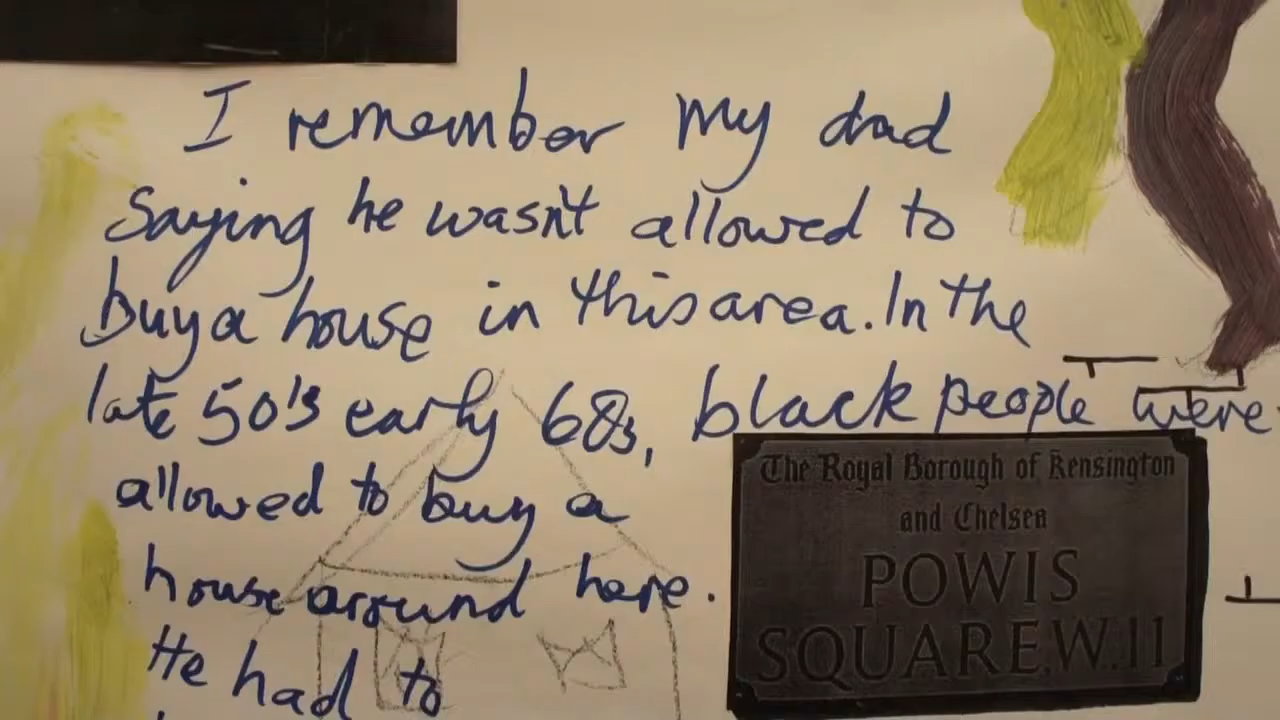 I remember my dad
saying he wasn't allowed to
buy a house in this area. In the
late 50's early 60s, black people were
allowed to buy a
house around here.
He had to
The Royal Borough of Kensington
and Chelsea
POWIS
SQUARE, W.11